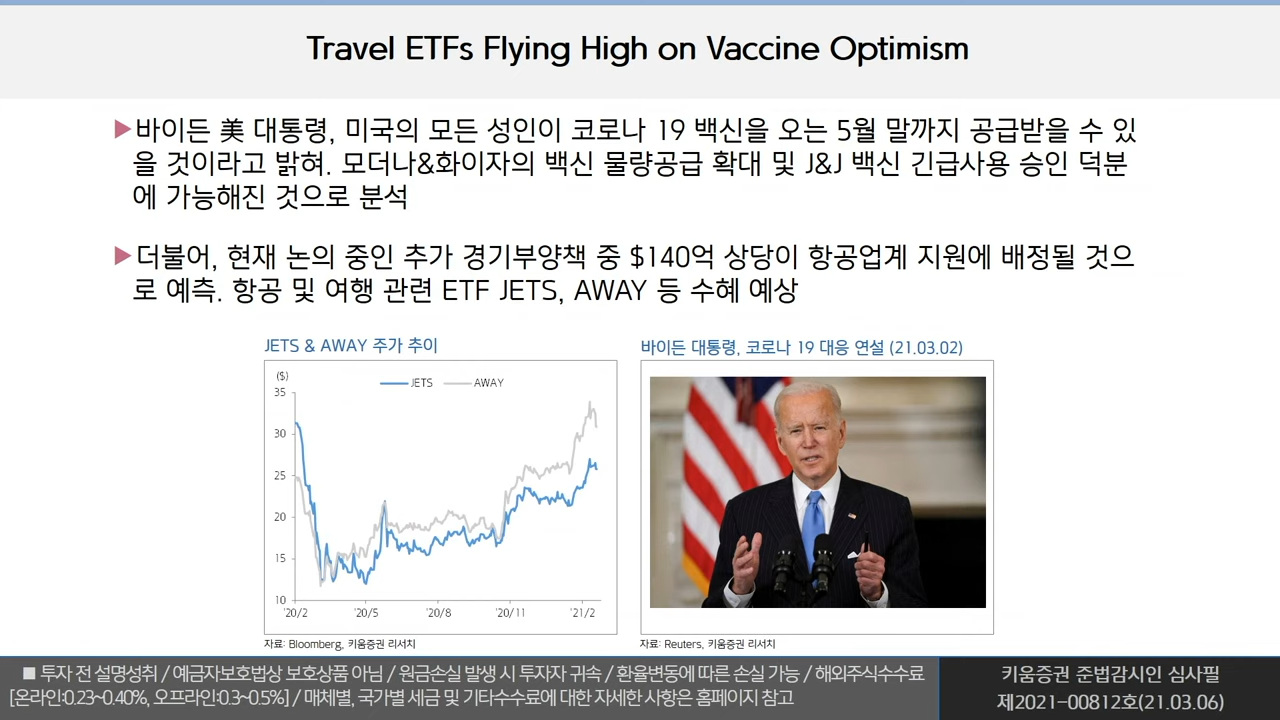 Travel ETFs Flying High on Vaccine Optimism
▶바이든 美 대통령, 미국의 모든 성인이 코로나 19 백신을 오는 5월 말까지 공급받을 수 있
을 것이라고 밝혀. 모더나&화이자의 백신 물량공급 확대 및 J&J 백신 긴급사용 승인 덕분
에 가능해진 것으로 분석
▶더불어, 현재 논의 중인 추가 경기부양책 중 $140억 상당이 항공업계 지원에 배정될 것으
로 예측. 항공 및 여행 관련 ETF JETS, AWAY 등 수혜 예상
JETS & AWAY 주가 추이
($)
JETS
AWAY
35
30
25
20
15
10
'20/2
'20/5
'20/8
'20/11
'21/2
자료: Bloomberg, 키움증권 리서치
바이든 대통령, 코로나 19 대응 연설 (21.03.02)
자료: Reuters, 키움증권 리서치
■ 투자 전 설명성취 / 예금자보호법상 보호상품 아님 / 원금손실 발생 시 투자자 귀속 / 환율변동에 따른 손실 가능 / 해외주식수수료
[온라인:0.23~0.40%, 오프라인:0.3~0.5%] / 매체별, 국가별 세금 및 기타수수료에 대한 자세한 사항은 홈페이지 참고
키움증권 준법감시인 심사필
제2021-00812호(21.03.06)